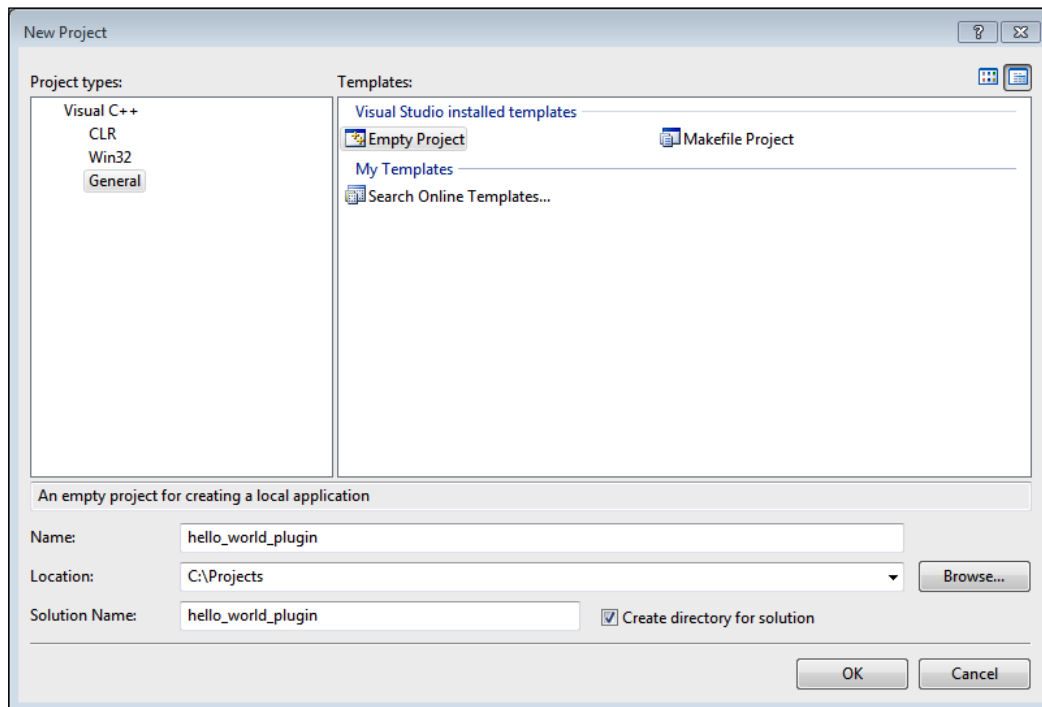 New Project
Project types:
Templates:
Visual C++
CLR
Win32
General
Visual Studio installed templates
Empty Project
Makefile Project
My Templates
Search Online Templates...
An empty project for creating a local application
Name:
hello_world_plugin
Location:
C:\Projects
Browse...
Solution Name:
hello_world_plugin
Create directory for solution
OK
Cancel